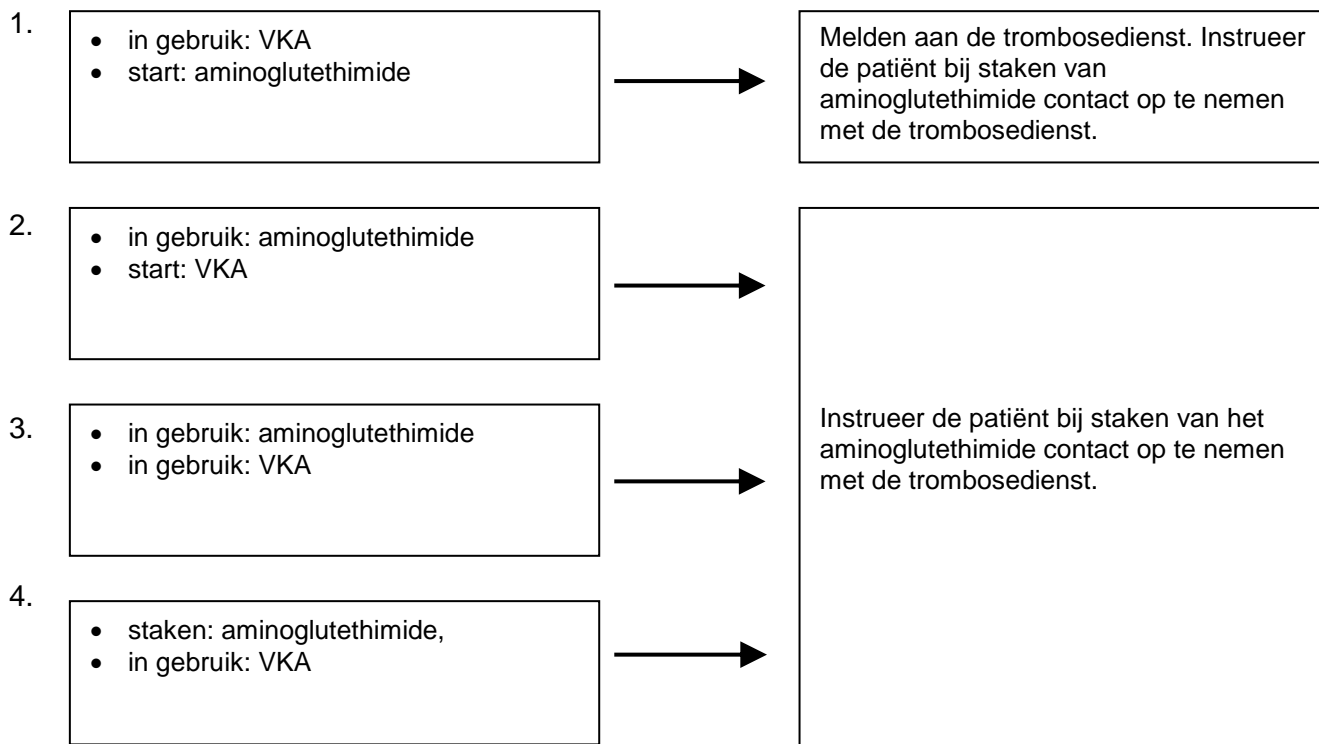 1.
• in gebruik: VKA
• start: aminoglutethimide
Melden aan de trombosedienst. Instrueer
de patiënt bij staken van
aminoglutethimide contact op te nemen
met de trombosedienst.
2.
• in gebruik: aminoglutethimide
• start: VKA
3.
• in gebruik: aminoglutethimide
• in gebruik: VKA
Instrueer de patiënt bij staken van het
aminoglutethimide contact op te nemen
met de trombosedienst.
4.
• staken: aminoglutethimide,
• in gebruik: VKA